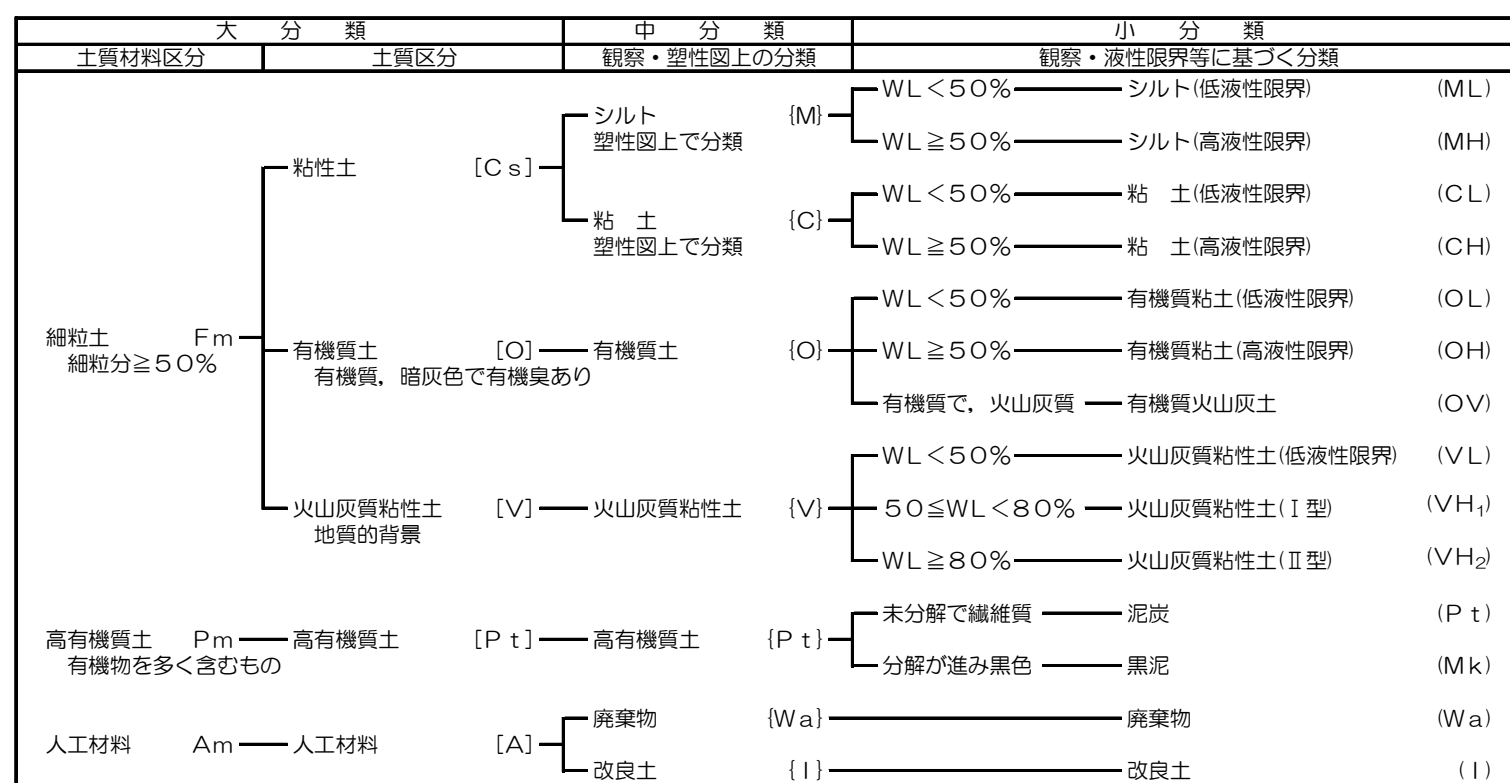 大　分　類　中　分　類　小　分　類
土質材料区分　土質区分　観察・塑性図上の分類　観察・液性限界等に基づく分類
ＷＬ＜５０％　シルト(低液性限界)　(ＭＬ)
シルト　{Ｍ}
塑性図上で分類　ＷＬ≧５０％　シルト(高液性限界)　(ＭＨ)
粘性土　[Ｃｓ]
ＷＬ＜５０％　粘　土(低液性限界)　(ＣＬ)
粘　土　{Ｃ}
塑性図上で分類　ＷＬ≧５０％　粘　土(高液性限界)　(ＣＨ)
ＷＬ＜５０％　有機質粘土(低液性限界)　(ＯＬ)
細粒土　Ｆｍ
細粒分≧５０％
有機質土　[Ｏ]　有機質土　{Ｏ}　ＷＬ≧５０％　有機質粘土(高液性限界)　(ＯＨ)
有機質，暗灰色で有機臭あり
有機質で，火山灰質　有機質火山灰土　(ＯＶ)
ＷＬ＜５０％　火山灰質粘性土(低液性限界)　(ＶＬ)
火山灰質粘性土　[Ｖ]　火山灰質粘性土　{Ｖ}　５０≦ＷＬ＜８０％　火山灰質粘性土(Ⅰ型)　(ＶＨ₁)
地質的背景
ＷＬ≧８０％　火山灰質粘性土(Ⅱ型)　(ＶＨ₂)
未分解で繊維質　泥炭　(Ｐｔ)
高有機質土　Ｐｍ　高有機質土　[Ｐｔ]　高有機質土　{Ｐｔ}
有機物を多く含むもの　分解が進み黒色　黒泥　(Ｍｋ)
廃棄物　{Ｗａ}　廃棄物　(Ｗａ)
人工材料　Ａｍ　人工材料　[Ａ]
改良土　{Ｉ}　改良土　(Ｉ)